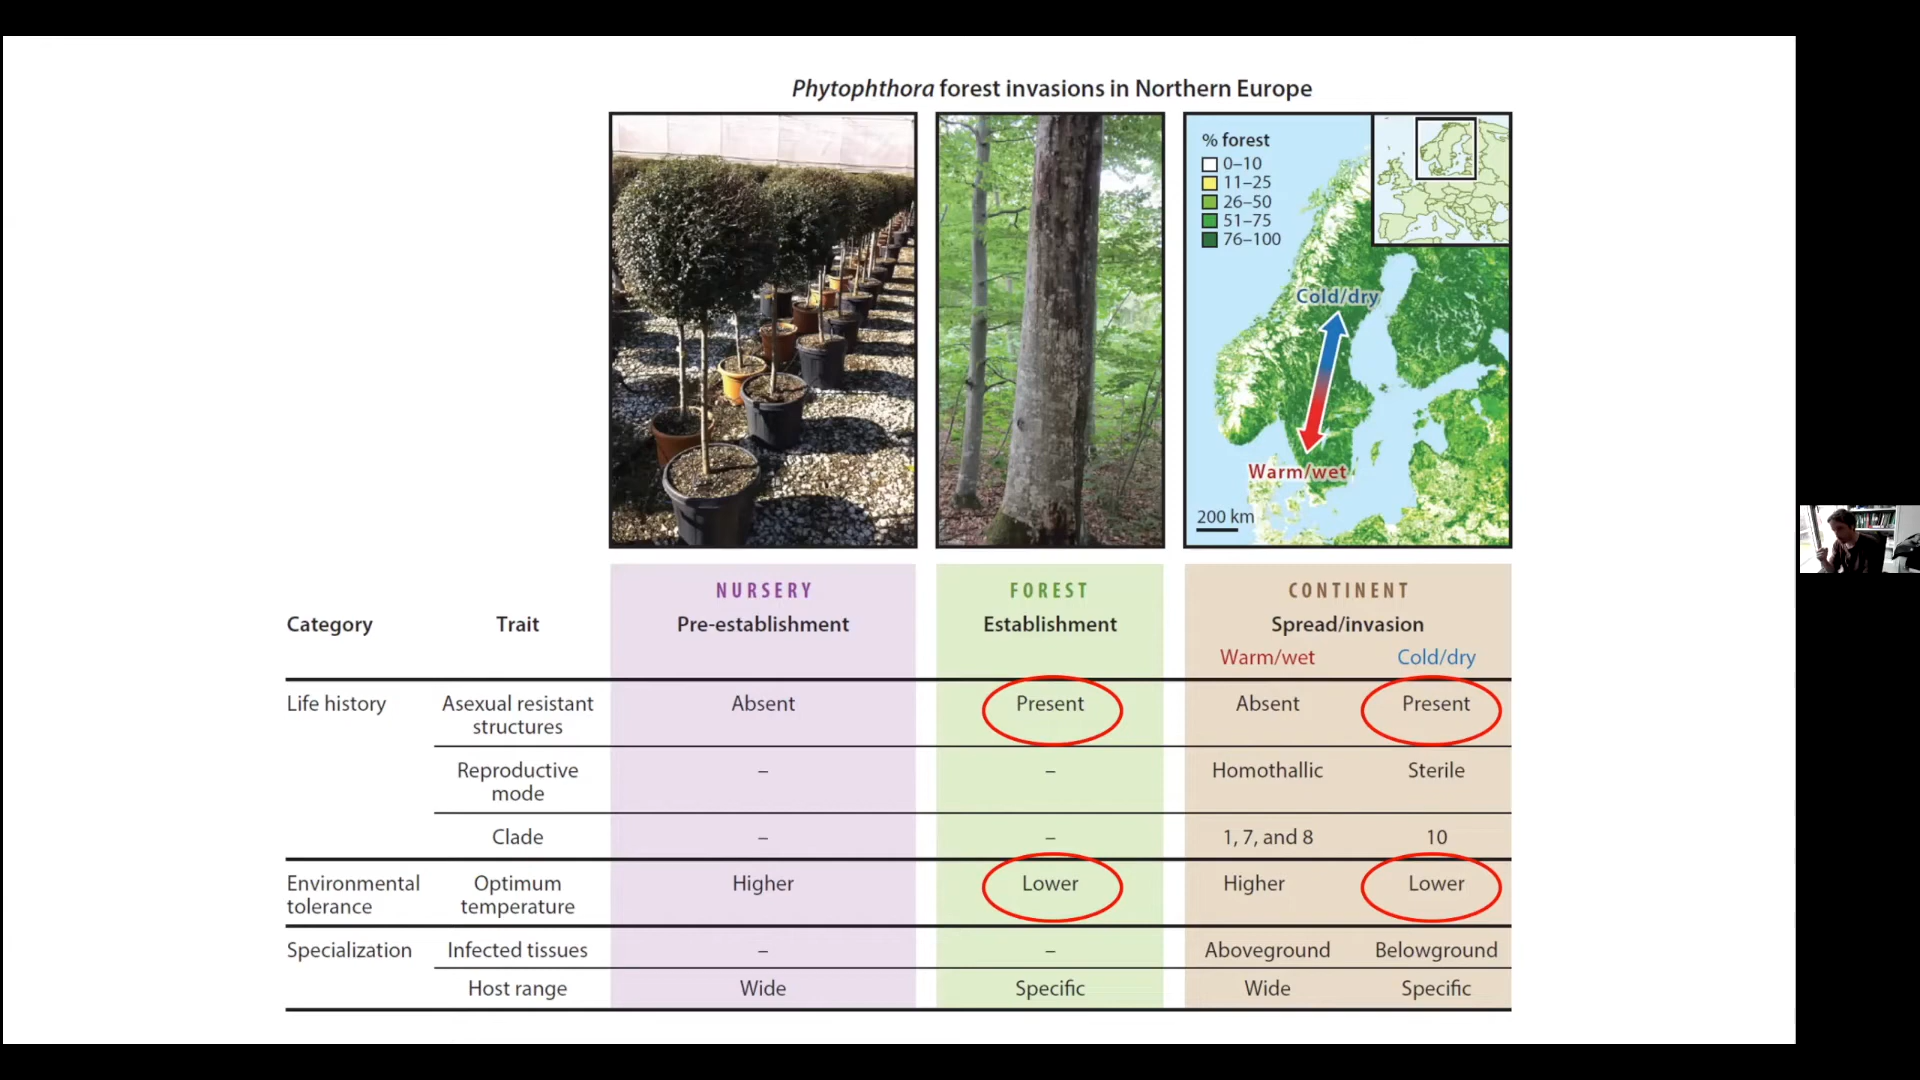 Phytophthora forest invasions in Northern Europe
% forest
0–10
11–25
26–50
51–75
76–100
Cold/dry
Warm/wet
200 km
NURSERY FOREST CONTINENT
Category Trait Pre-establishment Establishment Spread/invasion
Warm/wet Cold/dry
Life history Asexual resistant Absent Present Absent Present
structures
Reproductive – – Homothallic Sterile
mode
Clade – – 1, 7, and 8 10
Environmental Optimum Higher Lower Higher Lower
tolerance temperature
Specialization Infected tissues – – Aboveground Belowground
Host range Wide Specific Wide Specific